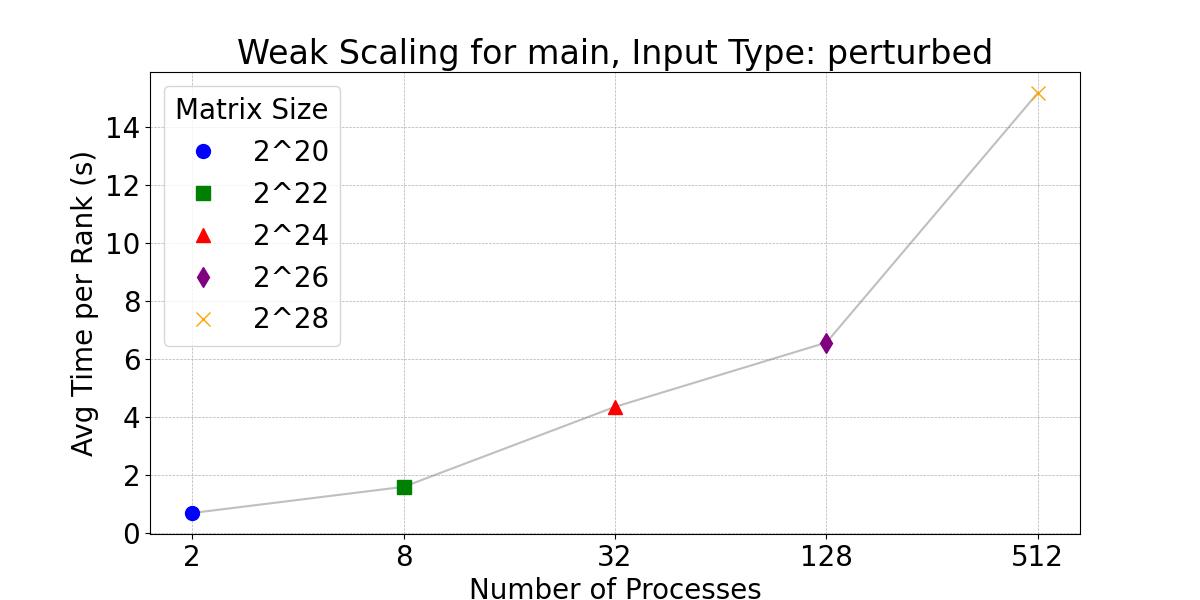 Weak Scaling for main, Input Type: perturbed
Matrix Size
2^20
2^22
2^24
2^26
2^28
Avg Time per Rank (s)
14
12
10
8
6
4
2
0
2 8 32 128 512
Number of Processes